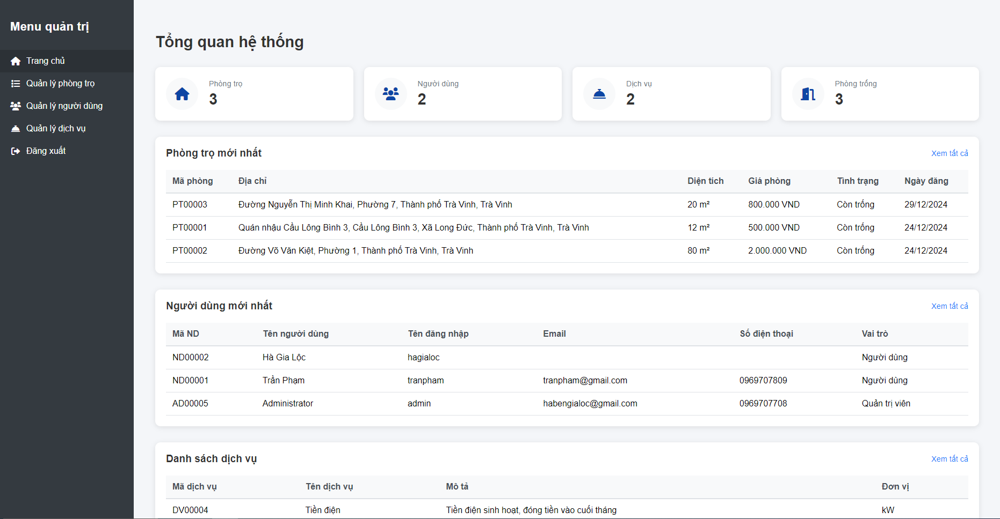 Menu quản trị
Trang chủ
Quản lý phòng trọ
Quản lý người dùng
Quản lý dịch vụ
Đăng xuất
Tổng quan hệ thống
Phòng trọ
3
Người dùng
2
Dịch vụ
2
Phòng trống
3
Phòng trọ mới nhất
Xem tất cả
Mã phòng Địa chỉ Diện tích Giá phòng Tình trạng Ngày đăng
PT00003 Đường Nguyễn Thị Minh Khai, Phường 7, Thành phố Trà Vinh, Trà Vinh 20 m² 800.000 VND Còn trống 29/12/2024
PT00001 Quán nhậu Cầu Lông Bình 3, Cầu Lông Bình 3, Xã Long Đức, Thành phố Trà Vinh, Trà Vinh 12 m² 500.000 VND Còn trống 24/12/2024
PT00002 Đường Võ Văn Kiệt, Phường 1, Thành phố Trà Vinh, Trà Vinh 80 m² 2.000.000 VND Còn trống 24/12/2024
Người dùng mới nhất
Xem tất cả
Mã ND Tên người dùng Tên đăng nhập Email Số điện thoại Vai trò
ND00002 Hà Gia Lộc hagialoc Người dùng
ND00001 Trần Phạm tranpham tranpham@gmail.com 0969707809 Người dùng
AD00005 Administrator admin habengialoc@gmail.com 0969707708 Quản trị viên
Danh sách dịch vụ
Xem tất cả
Mã dịch vụ Tên dịch vụ Mô tả Đơn vị
DV00004 Tiền điện Tiền điện sinh hoạt, đóng tiền vào cuối tháng kW